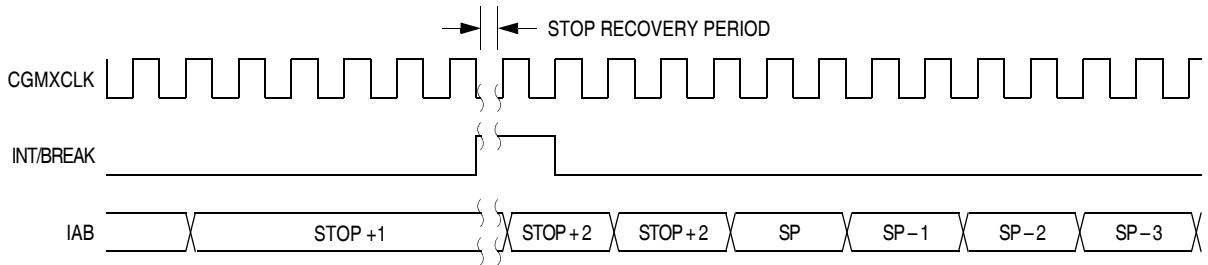 STOP RECOVERY PERIOD
CGMXCLK
INT/BREAK
IAB STOP +1 STOP + 2 STOP + 2 SP SP – 1 SP – 2 SP – 3